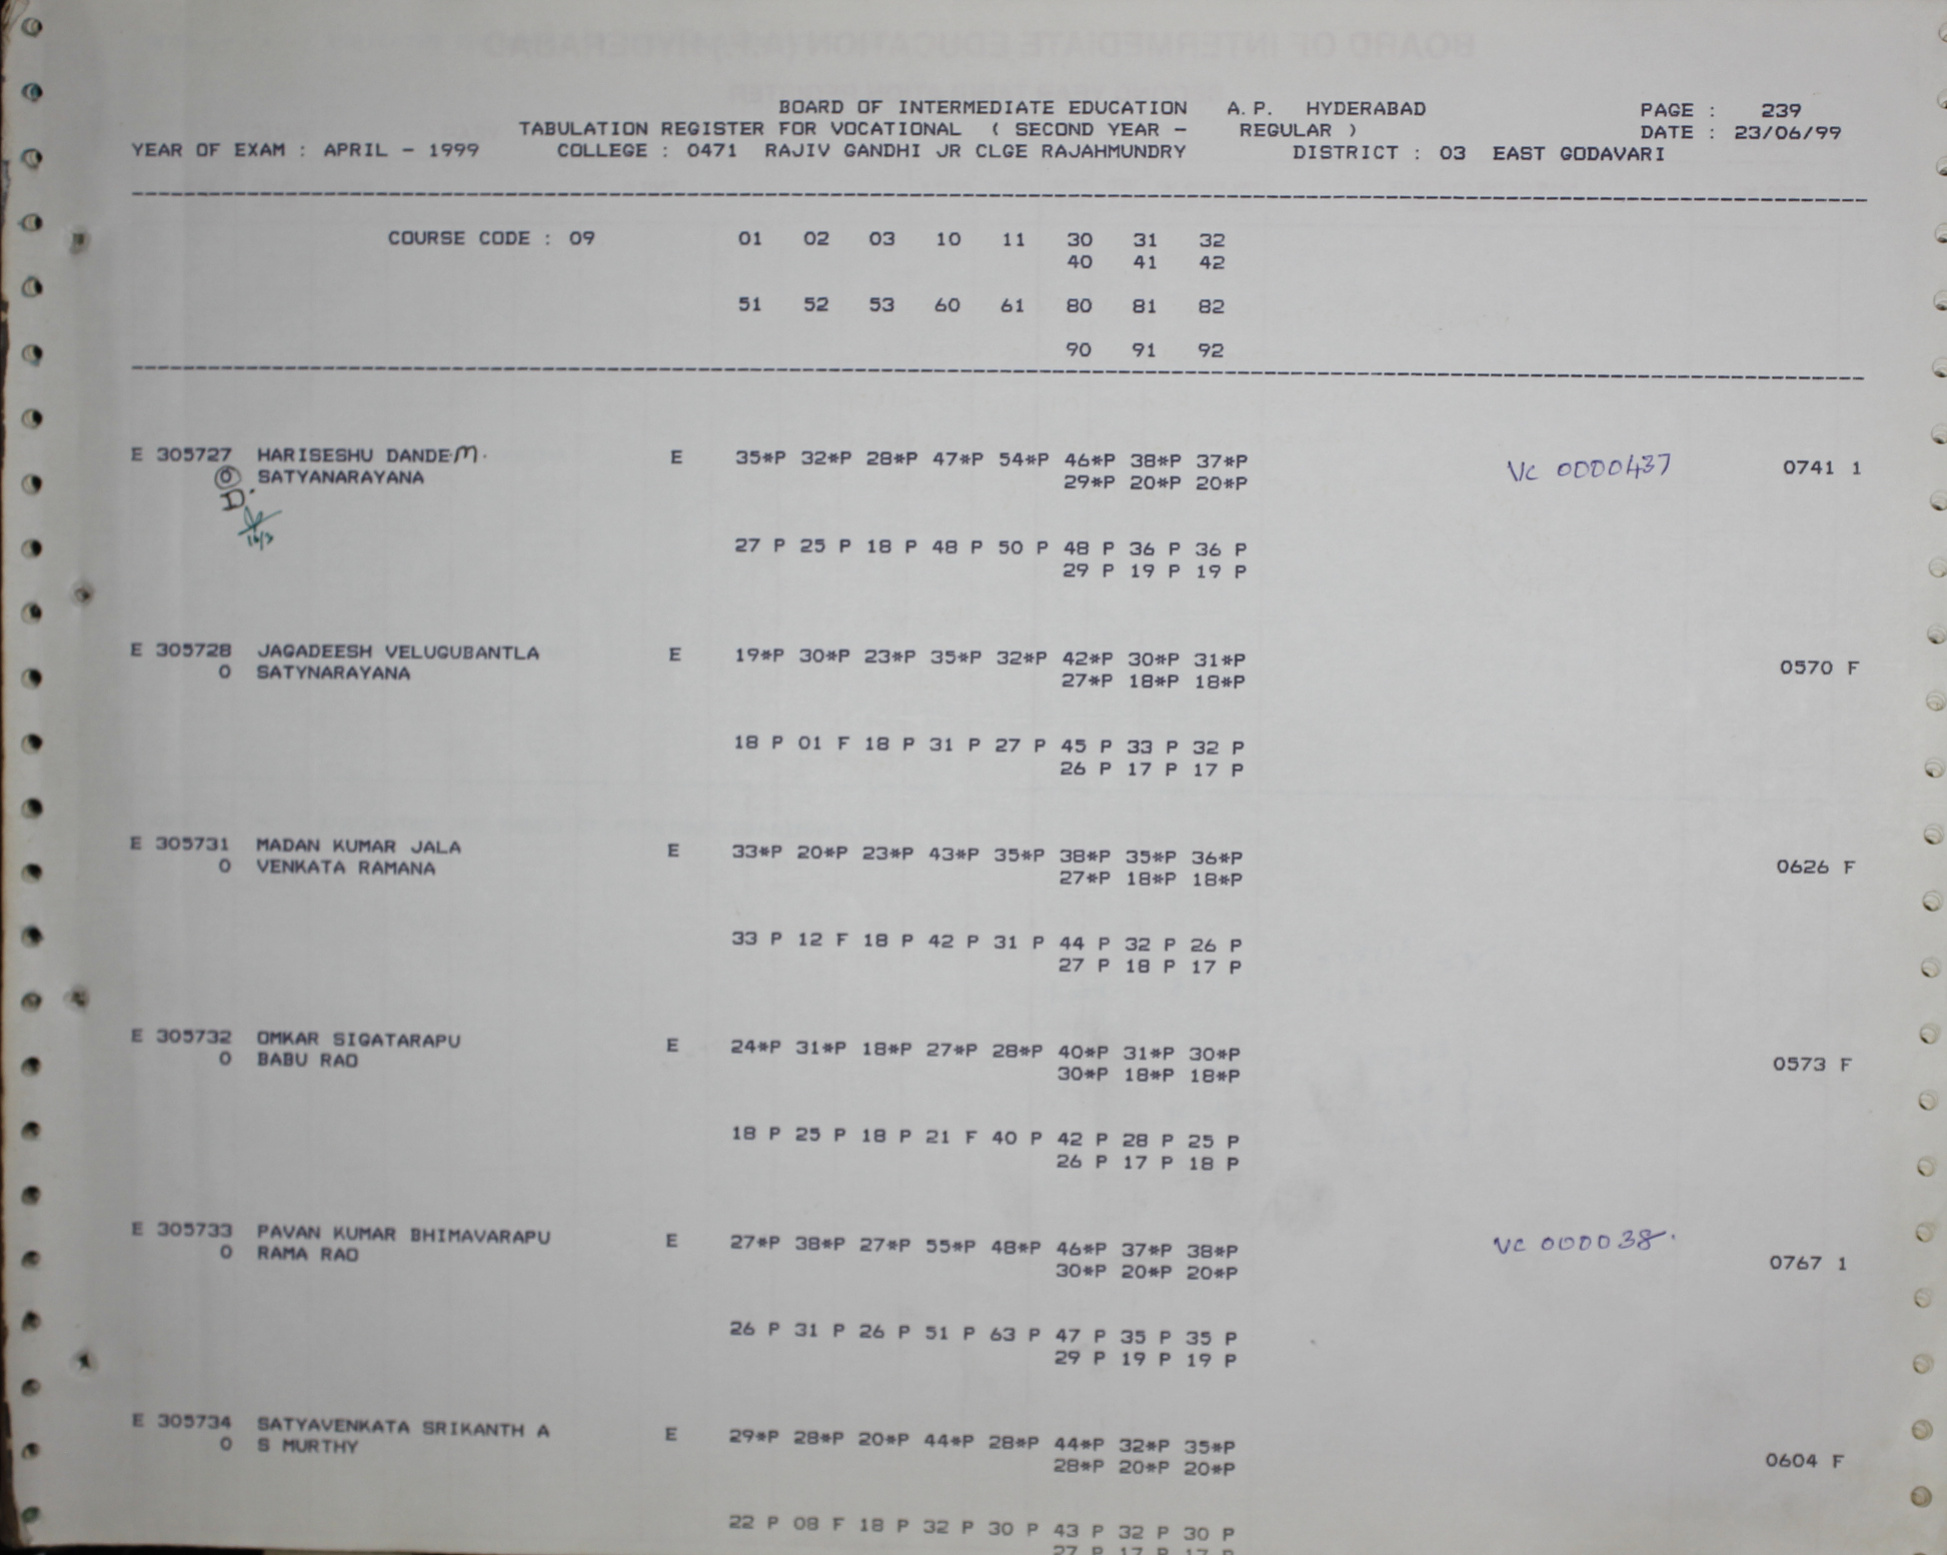 BOARD OF INTERMEDIATE EDUCATION A.P. HYDERABAD PAGE : 239
TABULATION REGISTER FOR VOCATIONAL ( SECOND YEAR - REGULAR ) DATE : 23/06/99
YEAR OF EXAM : APRIL - 1999 COLLEGE : 0471 RAJIV GANDHI JR CLGE RAJAHMUNDRY DISTRICT : 03 EAST GODAVARI
COURSE CODE : 09 01 02 03 10 11 30 31 32
40 41 42
51 52 53 60 61 80 81 82
90 91 92
E 305727 HARISESHU DANDE M. E 35*P 32*P 28*P 47*P 54*P 46*P 38*P 37*P VC 0000437 0741 1
0 SATYANARAYANA 29*P 20*P 20*P
D.
16/3
27 P 25 P 18 P 48 P 50 P 48 P 36 P 36 P
29 P 19 P 19 P
E 305728 JAGADEESH VELUGUBANTLA E 19*P 30*P 23*P 35*P 32*P 42*P 30*P 31*P 0570 F
0 SATYNARAYANA 27*P 18*P 18*P
18 P 01 F 18 P 31 P 27 P 45 P 33 P 32 P
26 P 17 P 17 P
E 305731 MADAN KUMAR JALA E 33*P 20*P 23*P 43*P 35*P 38*P 35*P 36*P 0626 F
0 VENKATA RAMANA 27*P 18*P 18*P
33 P 12 F 18 P 42 P 31 P 44 P 32 P 26 P
27 P 18 P 17 P
E 305732 OMKAR SIGATARAPU E 24*P 31*P 18*P 27*P 28*P 40*P 31*P 30*P 0573 F
0 BABU RAO 30*P 18*P 18*P
18 P 25 P 18 P 21 F 40 P 42 P 28 P 25 P
26 P 17 P 18 P
E 305733 PAVAN KUMAR BHIMAVARAPU E 27*P 38*P 27*P 55*P 48*P 46*P 37*P 38*P VC 000038. 0767 1
0 RAMA RAO 30*P 20*P 20*P
26 P 31 P 26 P 51 P 63 P 47 P 35 P 35 P
29 P 19 P 19 P
E 305734 SATYAVENKATA SRIKANTH A E 29*P 28*P 20*P 44*P 28*P 44*P 32*P 35*P 0604 F
0 S MURTHY 28*P 20*P 20*P
22 P 08 F 18 P 32 P 30 P 43 P 32 P 30 P
27 P 17 P 17 P